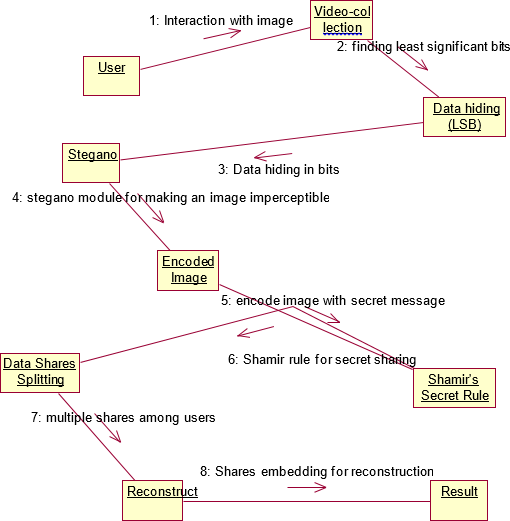 1: Interaction with image
Video-col
lection
User
2: finding least significant bits
Data hiding
(LSB)
Stegano
3: Data hiding in bits
4: stegano module for making an image imperceptible
Encoded
Image
5: encode image with secret message
6: Shamir rule for secret sharing
Data Shares
Splitting
Shamir's
Secret Rule
7: multiple shares among users
8: Shares embedding for reconstruction
Reconstruct
Result